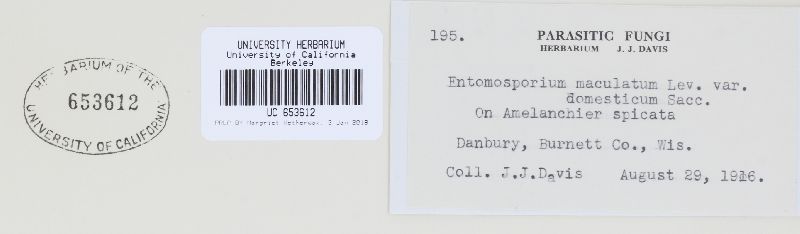 HERBARIUM OF THE
653612
UNIVERSITY OF CALIFORNIA
UNIVERSITY HERBARIUM
University of California
Berkeley
UC 653612
195.
PARASITIC FUNGI
HERBARIUM J. J. DAVIS
Entomosporium maculatum Lev. var.
domesticum Sacc.
On Amelanchier spicata
Danbury, Burnett Co., Wis.
Coll. J.J.Davis August 29, 1916.